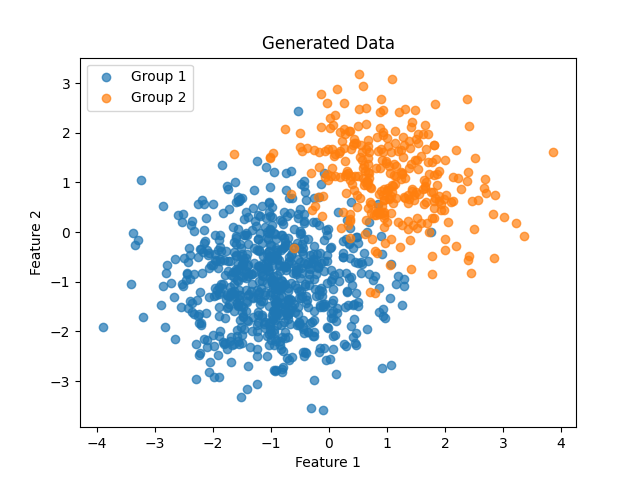 Generated Data
Group 1
Group 2
3
2
1
0
−1
−2
−3
Feature 2
−4 −3 −2 −1 0 1 2 3 4
Feature 1